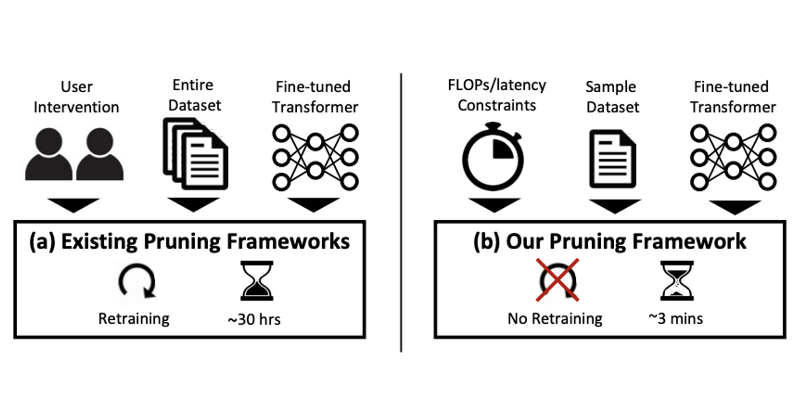 User
Intervention
Entire
Dataset
Fine-tuned
Transformer
(a) Existing Pruning Frameworks
Retraining
~30 hrs
FLOPs/latency
Constraints
Sample
Dataset
Fine-tuned
Transformer
(b) Our Pruning Framework
No Retraining
~3 mins